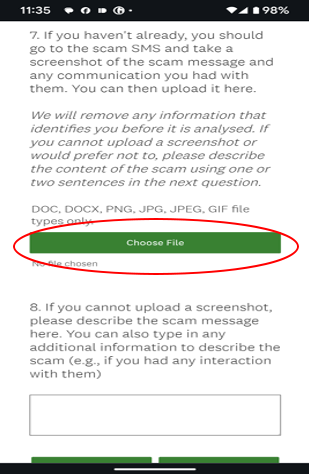 11:35
98%
7. If you haven't already, you should
go to the scam SMS and take a
screenshot of the scam message and
any communication you had with
them. You can then upload it here.
We will remove any information that
identifies you before it is analysed. If
you cannot upload a screenshot or
would prefer not to, please describe
the content of the scam using one or
two sentences in the next question.
DOC, DOCX, PNG, JPG, JPEG, GIF file
types only.
Choose File
No file chosen
8. If you cannot upload a screenshot,
please describe the scam message
here. You can also type in any
additional information to describe the
scam (e.g., if you had any interaction
with them)